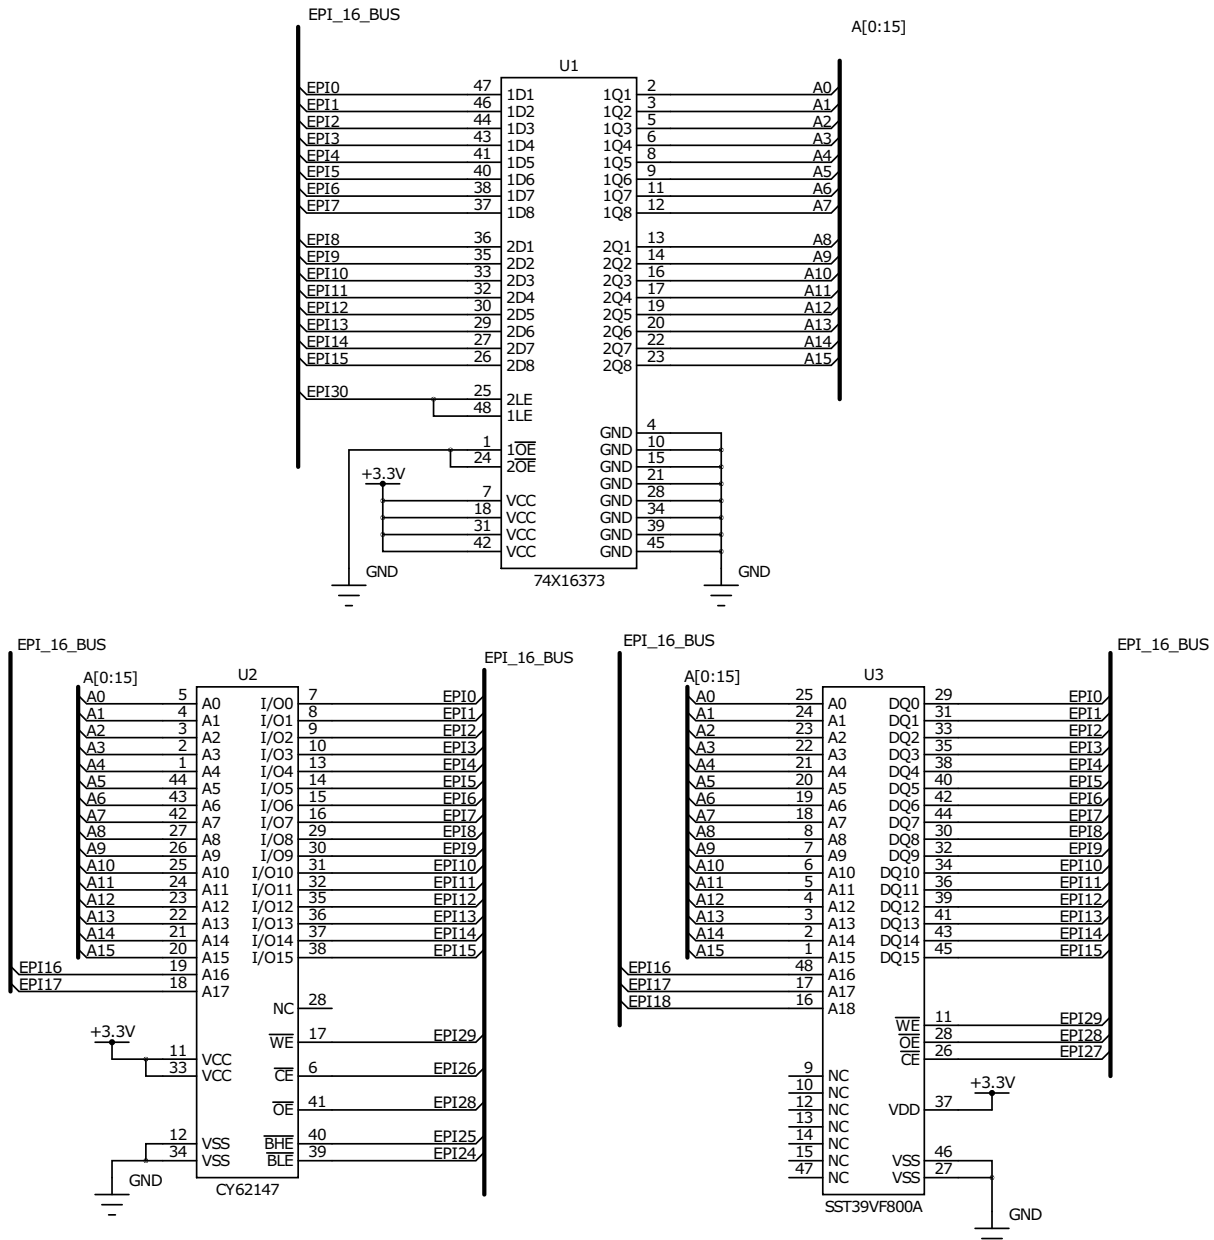 EPI_16_BUS
A[0:15]
U1
EPI0 47 1D1 1Q1 2 A0
EPI1 46 1D2 1Q2 3 A1
EPI2 44 1D3 1Q3 5 A2
EPI3 43 1D4 1Q4 6 A3
EPI4 41 1D5 1Q5 8 A4
EPI5 40 1D6 1Q6 9 A5
EPI6 38 1D7 1Q7 11 A6
EPI7 37 1D8 1Q8 12 A7
EPI8 36 2D1 2Q1 13 A8
EPI9 35 2D2 2Q2 14 A9
EPI10 33 2D3 2Q3 16 A10
EPI11 32 2D4 2Q4 17 A11
EPI12 30 2D5 2Q5 19 A12
EPI13 29 2D6 2Q6 20 A13
EPI14 27 2D7 2Q7 22 A14
EPI15 26 2D8 2Q8 23 A15
EPI30 25 2LE
48 1LE
GND 4
1 1OE GND 10
24 2OE GND 15
+3.3V GND 21
7 VCC GND 28
18 VCC GND 34
31 VCC GND 39
42 VCC GND 45
GND GND
74X16373
EPI_16_BUS
EPI_16_BUS
A[0:15]
U2
A0 5 A0 I/O0 7 EPI0
A1 4 A1 I/O1 8 EPI1
A2 3 A2 I/O2 9 EPI2
A3 2 A3 I/O3 10 EPI3
A4 1 A4 I/O4 13 EPI4
A5 44 A5 I/O5 14 EPI5
A6 43 A6 I/O6 15 EPI6
A7 42 A7 I/O7 16 EPI7
A8 27 A8 I/O8 29 EPI8
A9 26 A9 I/O9 30 EPI9
A10 25 A10 I/O10 31 EPI10
A11 24 A11 I/O11 32 EPI11
A12 23 A12 I/O12 35 EPI12
A13 22 A13 I/O13 36 EPI13
A14 21 A14 I/O14 37 EPI14
A15 20 A15 I/O15 38 EPI15
EPI16 19 A16
EPI17 18 A17
NC 28
+3.3V WE 17 EPI29
11 VCC
33 VCC CE 6 EPI26
OE 41 EPI28
12 VSS BHE 40 EPI25
34 VSS BLE 39 EPI24
GND
CY62147
EPI_16_BUS
EPI_16_BUS
A[0:15]
U3
A0 25 A0 DQ0 29 EPI0
A1 24 A1 DQ1 31 EPI1
A2 23 A2 DQ2 33 EPI2
A3 22 A3 DQ3 35 EPI3
A4 21 A4 DQ4 38 EPI4
A5 20 A5 DQ5 40 EPI5
A6 19 A6 DQ6 42 EPI6
A7 18 A7 DQ7 44 EPI7
A8 8 A8 DQ8 30 EPI8
A9 7 A9 DQ9 32 EPI9
A10 6 A10 DQ10 34 EPI10
A11 5 A11 DQ11 36 EPI11
A12 4 A12 DQ12 39 EPI12
A13 3 A13 DQ13 41 EPI13
A14 2 A14 DQ14 43 EPI14
A15 1 A15 DQ15 45 EPI15
EPI16 48 A16
EPI17 17 A17
EPI18 16 A18
WE 11 EPI29
OE 28 EPI28
CE 26 EPI27
9 NC
10 NC +3.3V
12 NC VDD 37
13 NC
14 NC
15 NC VSS 46
47 NC VSS 27
SST39VF800A
GND